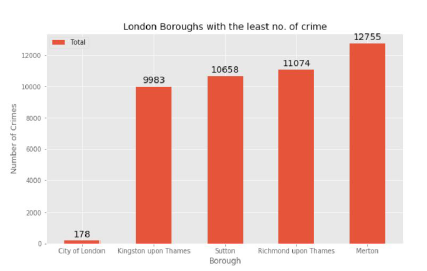 London Boroughs with the least no. of crime
Total
12755
11074
10658
9983
178
12000
10000
8000
6000
4000
2000
0
Number of Crimes
City of London
Kingston upon Thames
Sutton
Richmond upon Thames
Merton
Borough